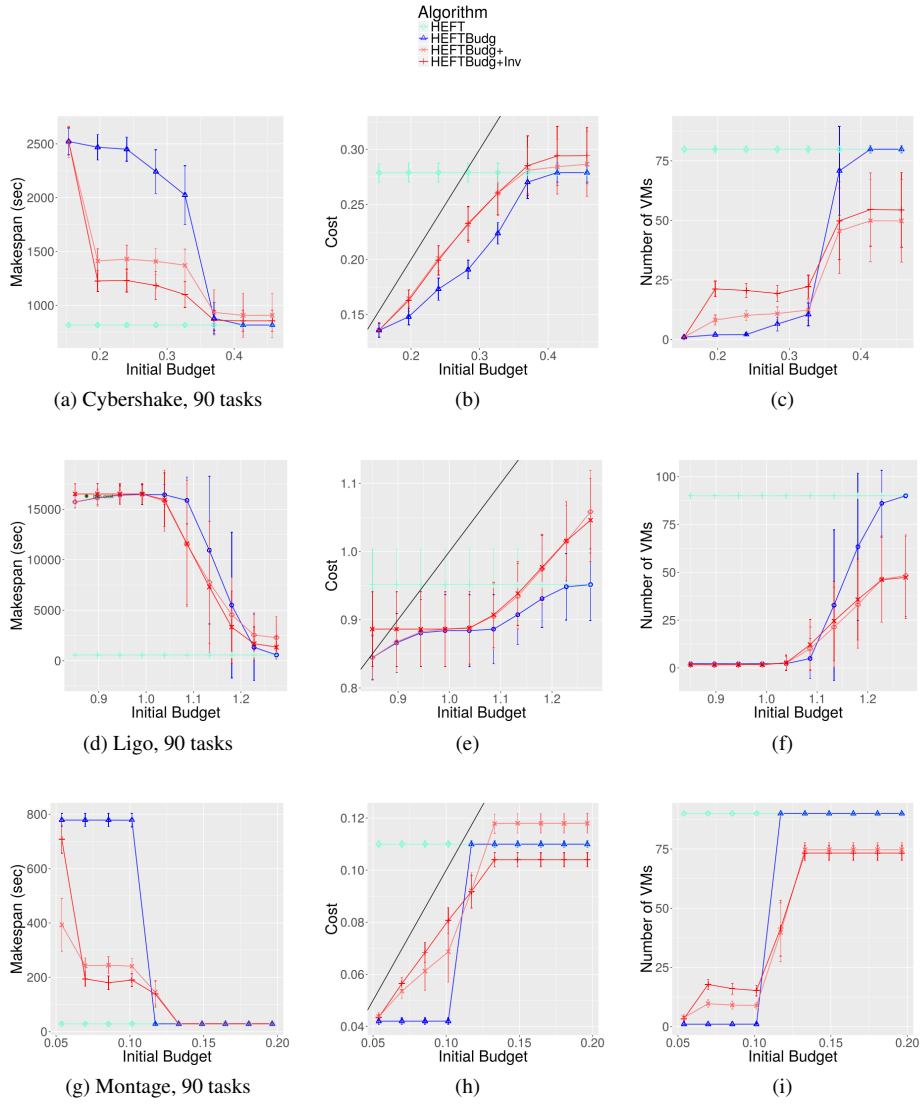 Algorithm
HEFT
HEFTBudg
HEFTBudg+
HEFTBudg+Inv
Makespan (sec)
2500
2000
1500
1000
0.2 0.3 0.4
Initial Budget
(a) Cybershake, 90 tasks
Cost
0.30
0.25
0.20
0.15
0.2 0.3 0.4
Initial Budget
(b)
Number of VMs
75
50
25
0
0.2 0.4
Initial Budget
(c)
Makespan (sec)
15000
10000
5000
0
0.9 1.0 1.1 1.2
Initial Budget
(d) Ligo, 90 tasks
Cost
1.1
1.0
0.9
0.8
0.9 1.0 1.1 1.2
Initial Budget
(e)
Number of VMs
100
75
50
25
0
0.9 1.0 1.1 1.2
Initial Budget
(f)
Makespan (sec)
800
600
400
200
0
0.05 0.10 0.15 0.20
Initial Budget
(g) Montage, 90 tasks
Cost
0.12
0.10
0.08
0.06
0.04
0.05 0.10 0.15 0.20
Initial Budget
(h)
Number of VMs
75
50
25
0
0.05 0.10 0.15 0.20
Initial Budget
(i)